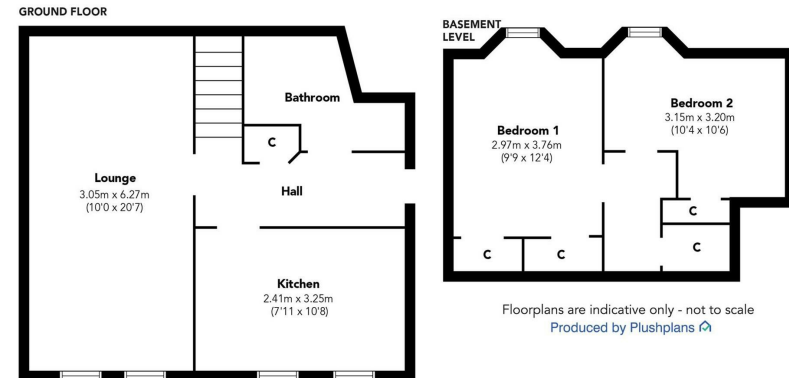 GROUND FLOOR
Bathroom
C
Lounge
3.05m x 6.27m
(10'0 x 20'7)
Hall
Kitchen
2.41m x 3.25m
(7'11 x 10'8)
BASEMENT
LEVEL
Bedroom 1
2.97m x 3.76m
(9'9 x 12'4)
Bedroom 2
3.15m x 3.20m
(10'4 x 10'6)
C
C
C
C
Floorplans are indicative only - not to scale
Produced by Plushplans